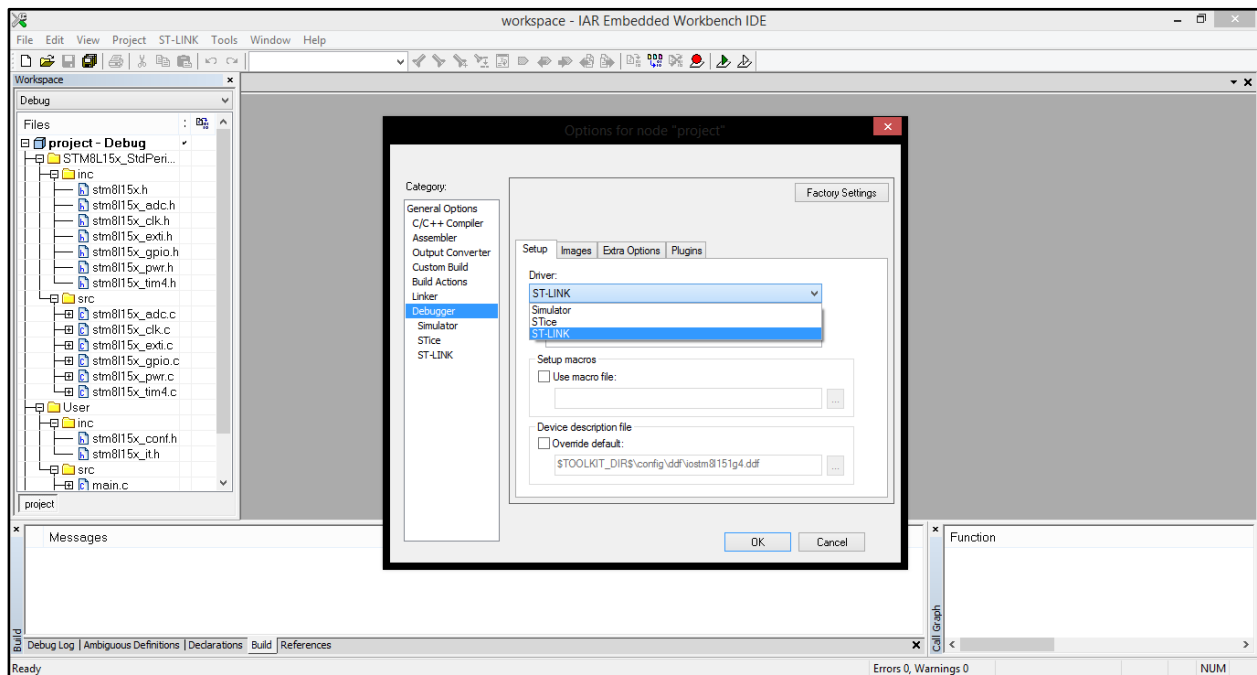 workspace - IAR Embedded Workbench IDE
File Edit View Project ST-LINK Tools Window Help
Workspace
Debug
Files
project - Debug
STM8L15x_StdPeri...
inc
stm8l15x.h
stm8l15x_adc.h
stm8l15x_clk.h
stm8l15x_exti.h
stm8l15x_gpio.h
stm8l15x_pwr.h
stm8l15x_tim4.h
src
stm8l15x_adc.c
stm8l15x_clk.c
stm8l15x_exti.c
stm8l15x_gpio.c
stm8l15x_pwr.c
stm8l15x_tim4.c
User
inc
stm8l15x_conf.h
stm8l15x_it.h
src
main.c
project
Options for node "project"
Category:
General Options
C/C++ Compiler
Assembler
Output Converter
Custom Build
Build Actions
Linker
Debugger
Simulator
STice
ST-LINK
Factory Settings
Setup Images Extra Options Plugins
Driver:
ST-LINK
Simulator
STice
ST-LINK
Setup macros
Use macro file:
...
Device description file
Override default:
$TOOLKIT_DIR$\config\ddf\iostm8l151g4.ddf
...
OK Cancel
Messages
Build
Debug Log Ambiguous Definitions Declarations Build References
Function
Call Graph
Ready Errors 0, Warnings 0 NUM